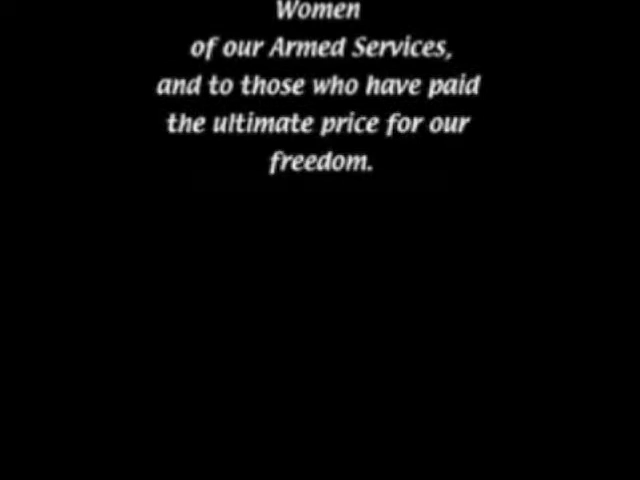 Women
of our Armed Services,
and to those who have paid
the ultimate price for our
freedom.